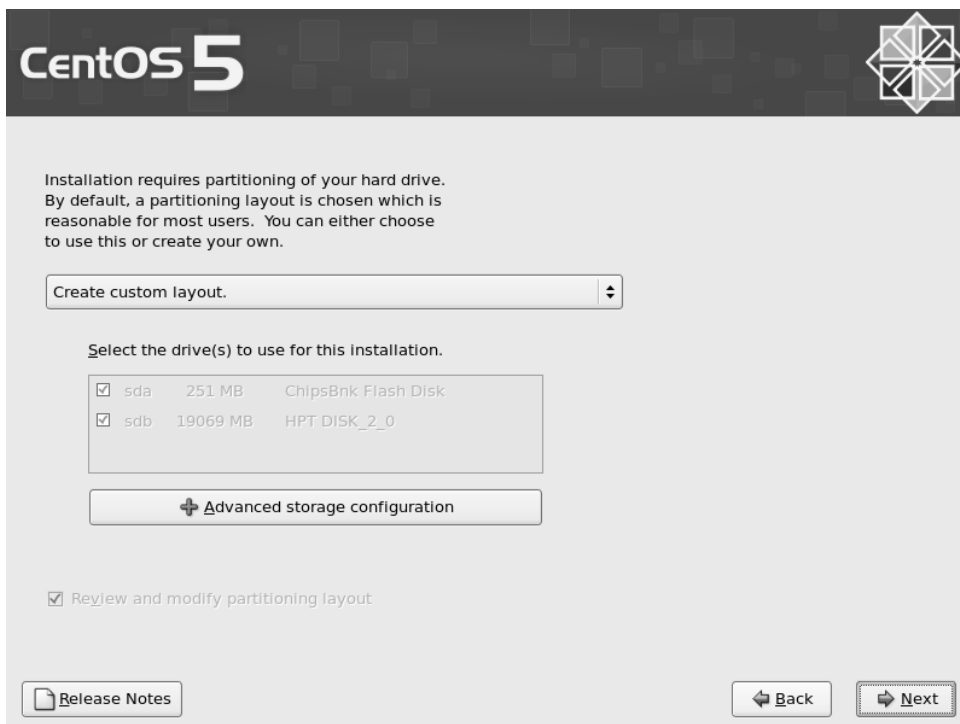 CentOS 5
Installation requires partitioning of your hard drive.
By default, a partitioning layout is chosen which is
reasonable for most users.  You can either choose
to use this or create your own.
Create custom layout.
Select the drive(s) to use for this installation.
sda 251 MB ChipsBnk Flash Disk
sdb 19069 MB HPT DISK_2_0
Advanced storage configuration
Review and modify partitioning layout
Release Notes
Back
Next